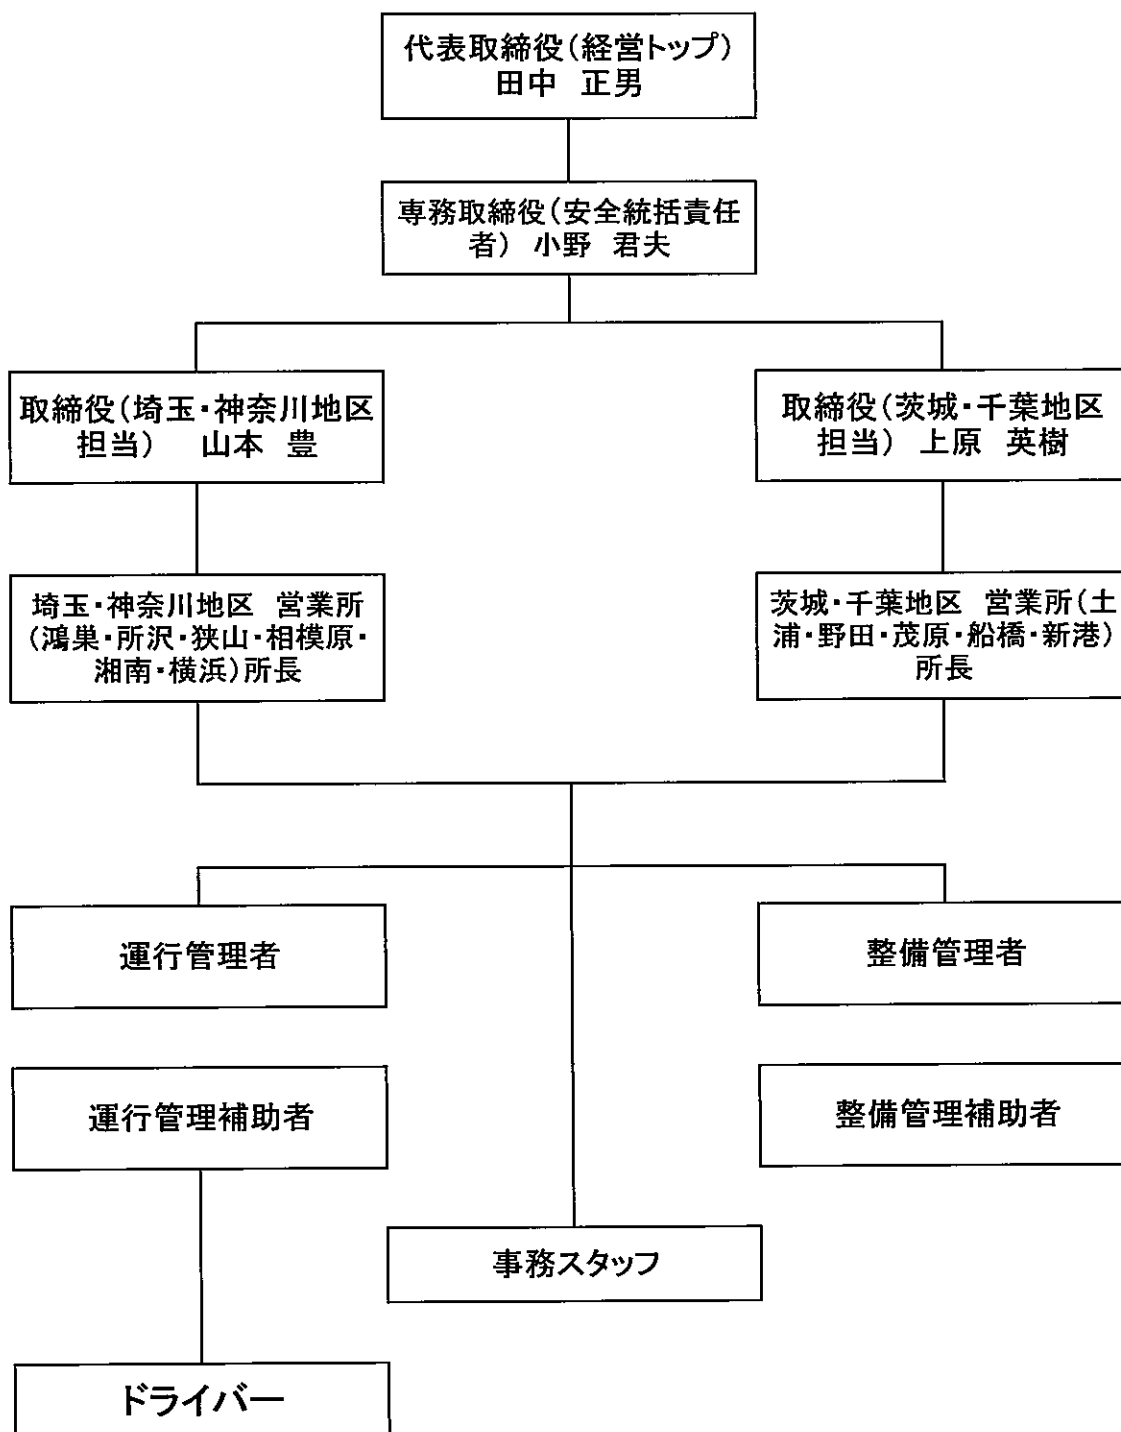 代表取締役(経営トップ)
田中　正男
専務取締役(安全統括責任
者)　小野　君夫
取締役(埼玉・神奈川地区
担当)　　山本　豊
取締役(茨城・千葉地区
担当)　上原　英樹
埼玉・神奈川地区　営業所
(鴻巣・所沢・狭山・相模原・
湘南・横浜)所長
茨城・千葉地区　営業所(土
浦・野田・茂原・船橋・新港)
所長
運行管理者
整備管理者
運行管理補助者
整備管理補助者
事務スタッフ
ドライバー